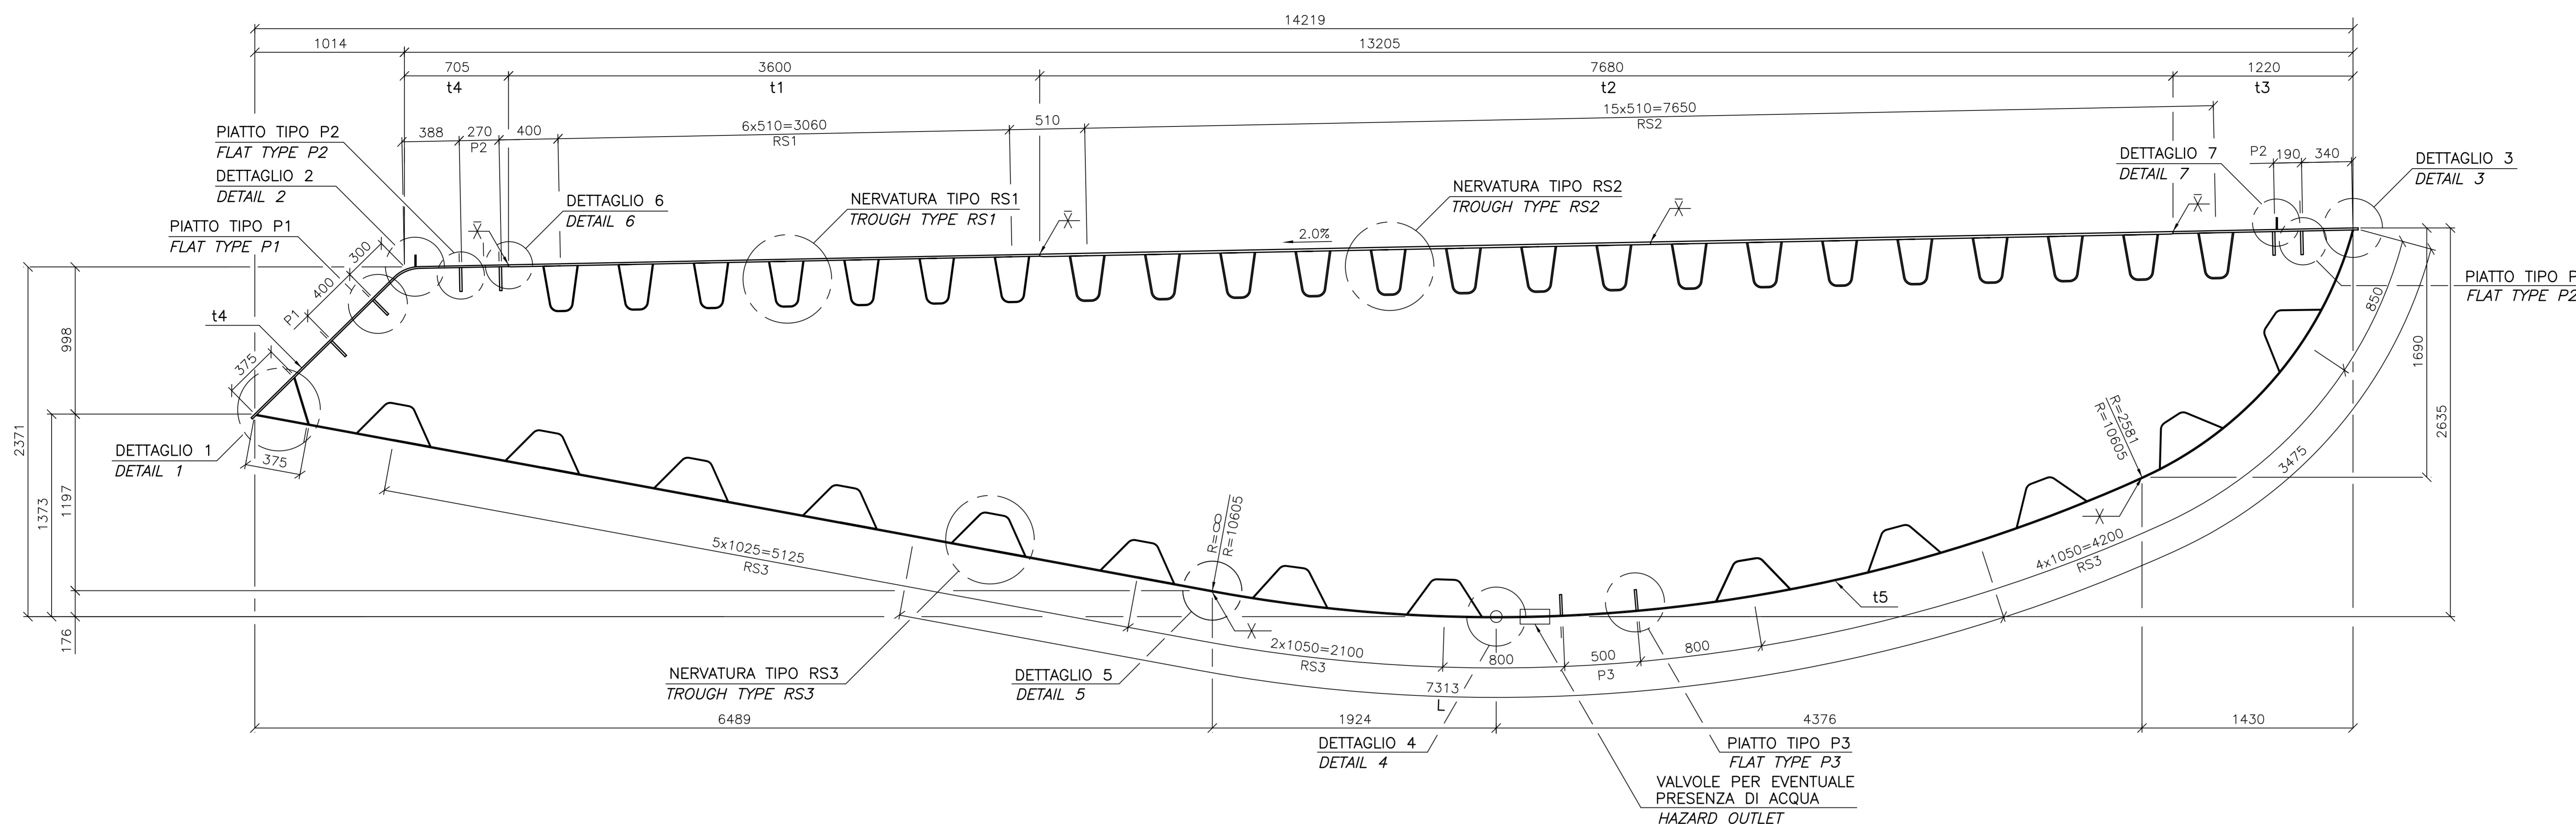 14219
1014
13205
705
3600
7680
1220
t4
t1
t2
t3
15x510=7650
RS2
6x510=3060
RS1
510
388
270
400
P2
PIATTO TIPO P2
FLAT TYPE P2
DETTAGLIO 2
DETAIL 2
PIATTO TIPO P1
FLAT TYPE P1
DETTAGLIO 6
DETAIL 6
NERVATURA TIPO RS1
TROUGH TYPE RS1
NERVATURA TIPO RS2
TROUGH TYPE RS2
DETTAGLIO 7
DETAIL 7
P2
190
340
DETTAGLIO 3
DETAIL 3
X
X
X
X
2.0%
300
400
P1
t4
375
PIATTO TIPO P
FLAT TYPE P2
850
1690
2635
998
2371
1373
1197
176
DETTAGLIO 1
DETAIL 1
375
R=2581
R=10605
3475
X
5x1025=5125
RS3
R=∞
R=10605
X
4x1050=4200
RS3
t5
2x1050=2100
RS3
800
500
P3
800
7313
L
NERVATURA TIPO RS3
TROUGH TYPE RS3
DETTAGLIO 5
DETAIL 5
6489
1924
4376
1430
DETTAGLIO 4
DETAIL 4
PIATTO TIPO P3
FLAT TYPE P3
VALVOLE PER EVENTUALE
PRESENZA DI ACQUA
HAZARD OUTLET